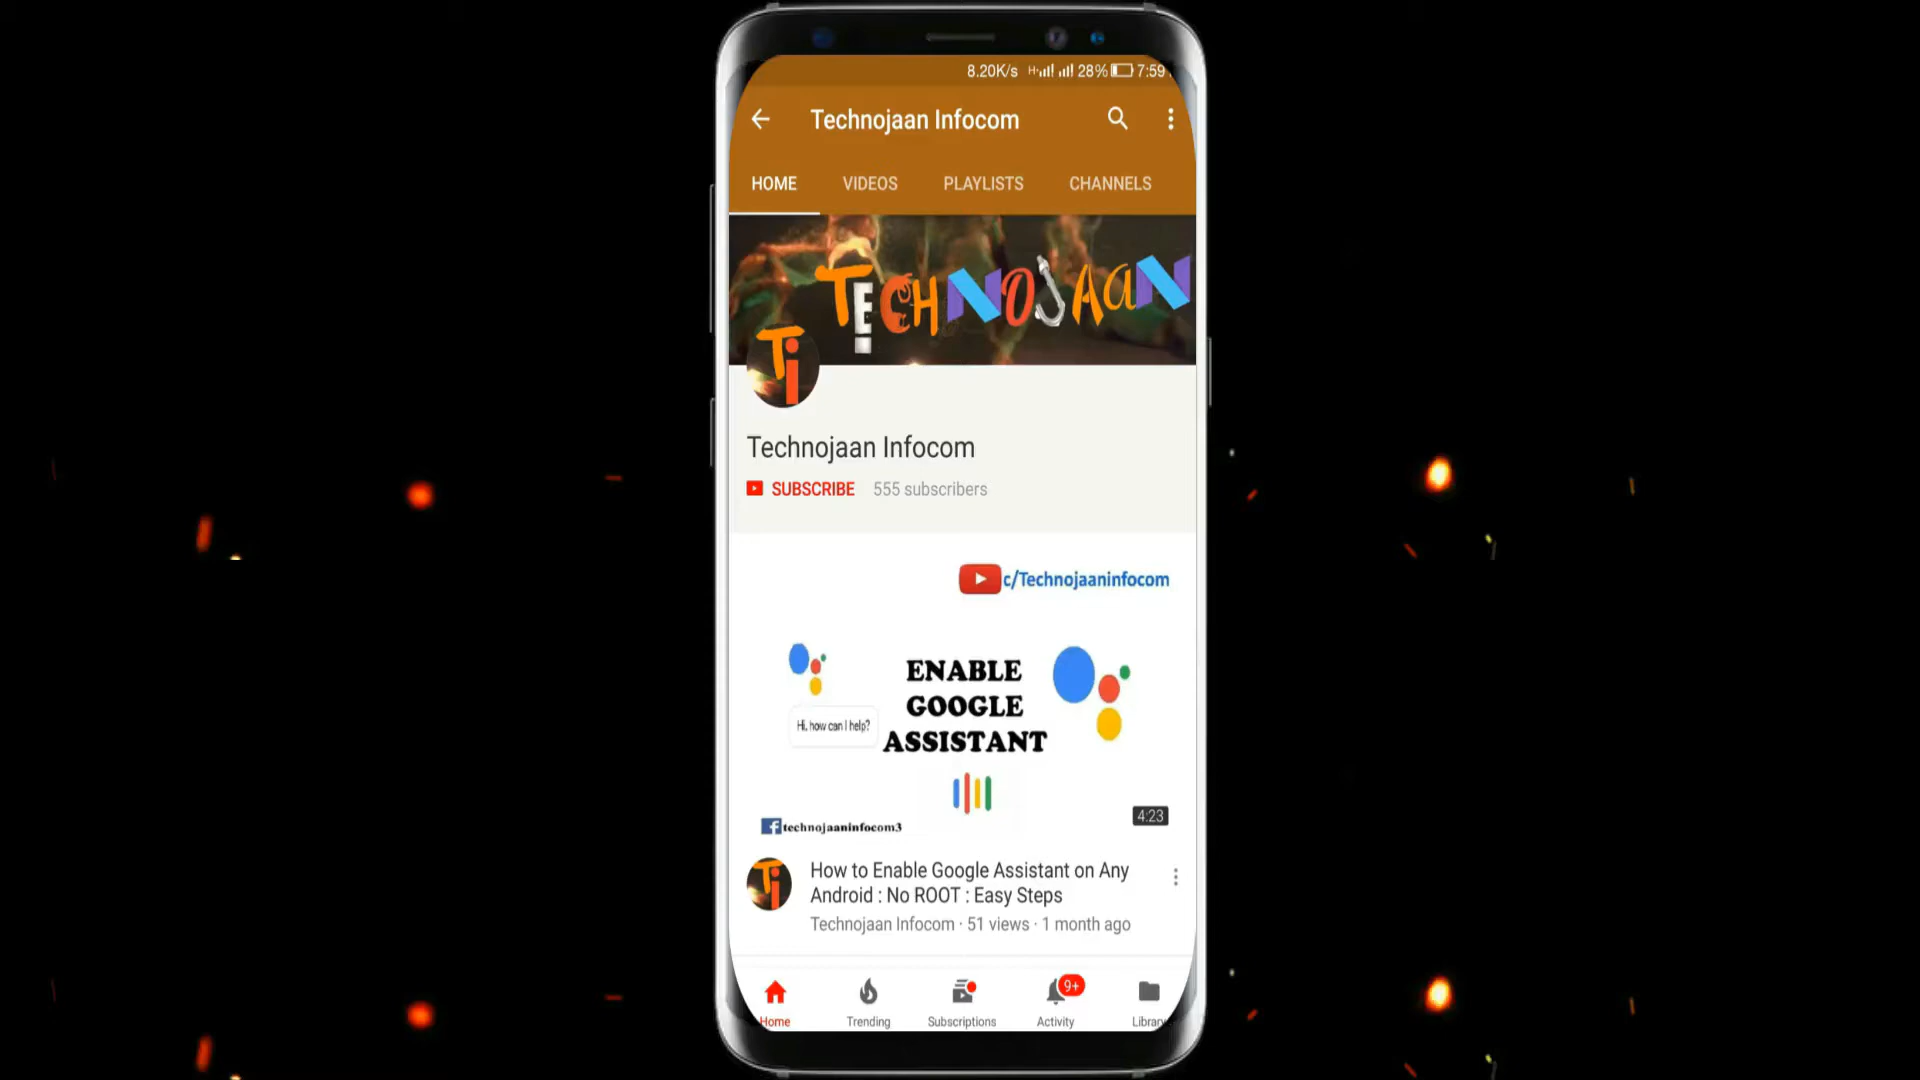 8.20K/s 28% 7:59
Technojaan Infocom
HOME VIDEOS PLAYLISTS CHANNELS
TECHNOJAAN
Ti
Technojaan Infocom
SUBSCRIBE 555 subscribers
c/Technojaaninfocom
ENABLE
GOOGLE
ASSISTANT
Hi, how can I help?
4:23
technojaaninfocom3
Ti
How to Enable Google Assistant on Any
Android : No ROOT : Easy Steps
Technojaan Infocom · 51 views · 1 month ago
9+
Home Trending Subscriptions Activity Library